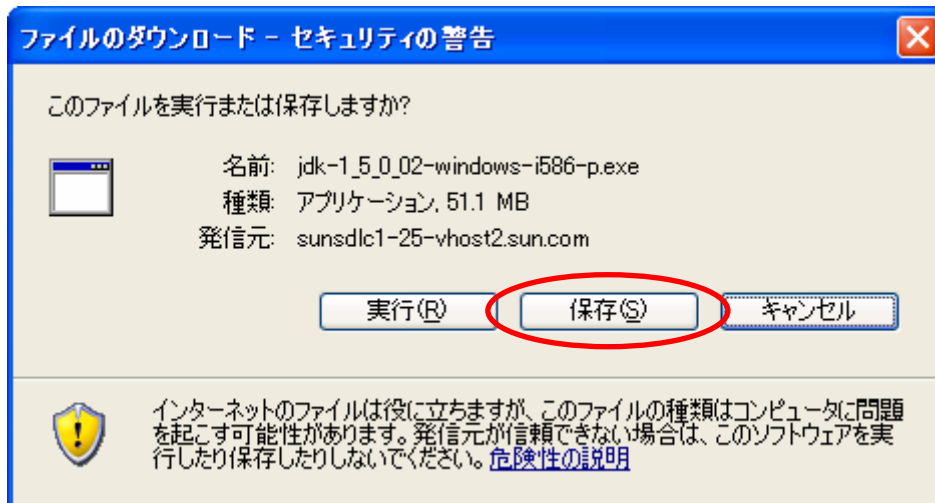 ファイルのダウンロード - セキュリティの警告
このファイルを実行または保存しますか?
名前: jdk-1_5_0_02-windows-i586-p.exe
種類: アプリケーション, 51.1 MB
発信元: sunsdlc1-25-vhost2.sun.com
実行(R) 保存(S) キャンセル
インターネットのファイルは役に立ちますが、このファイルの種類はコンピュータに問題
を起こす可能性があります。発信元が信頼できない場合は、このソフトウェアを実
行したり保存したりしないでください。危険性の説明